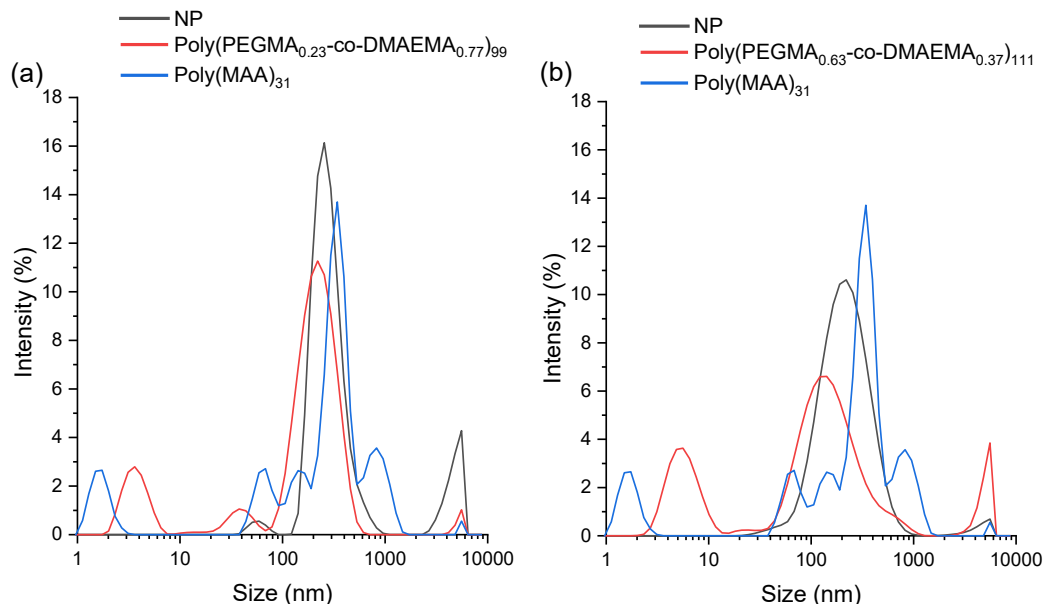 NP
Poly(PEGMA0.23-co-DMAEMA0.77)99
Poly(MAA)31
(a)
18
16
14
12
10
8
6
4
2
0
Intensity (%)
1
10
100
1000
10000
Size (nm)
NP
Poly(PEGMA0.63-co-DMAEMA0.37)111
Poly(MAA)31
(b)
18
16
14
12
10
8
6
4
2
0
Intensity (%)
1
10
100
1000
10000
Size (nm)